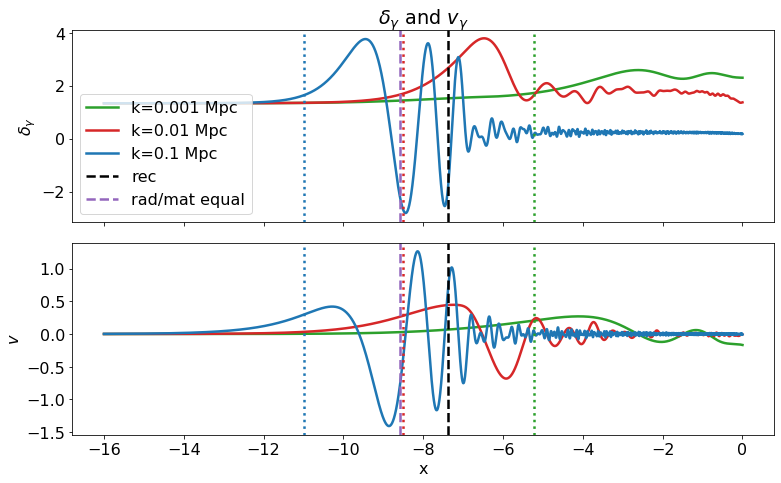 δγ and vγ
4
2
0
−2
δγ
k=0.001 Mpc
k=0.01 Mpc
k=0.1 Mpc
rec
rad/mat equal
1.0
0.5
0.0
−0.5
−1.0
−1.5
v
−16 −14 −12 −10 −8 −6 −4 −2 0
x